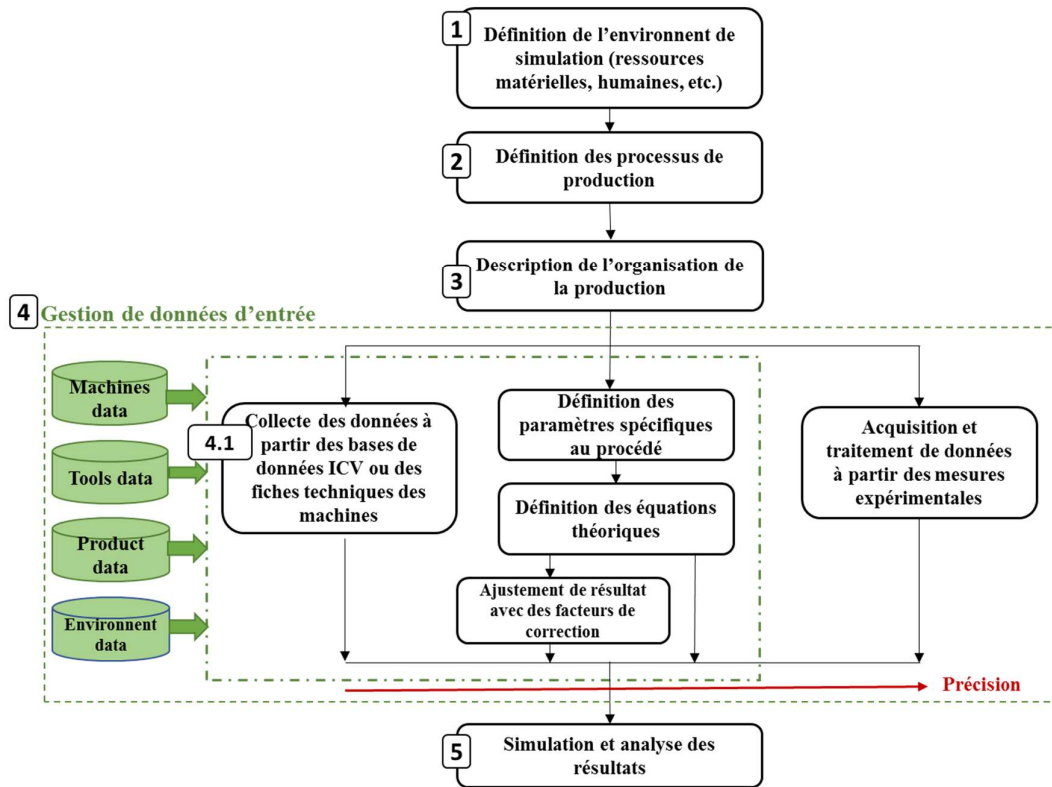 1
Définition de l'environnent de
simulation (ressources
matérielles, humaines, etc.)
2
Définition des processus de
production
3
Description de l'organisation de
la production
4
Gestion de données d'entrée
Machines
data
Tools data
Product
data
Environnent
data
4.1
Collecte des données à
partir des bases de
données ICV ou des
fiches techniques des
machines
Définition des
paramètres spécifiques
au procédé
Définition des équations
théoriques
Ajustement de résultat
avec des facteurs de
correction
Acquisition et
traitement de données
à partir des mesures
expérimentales
Précision
5
Simulation et analyse des
résultats